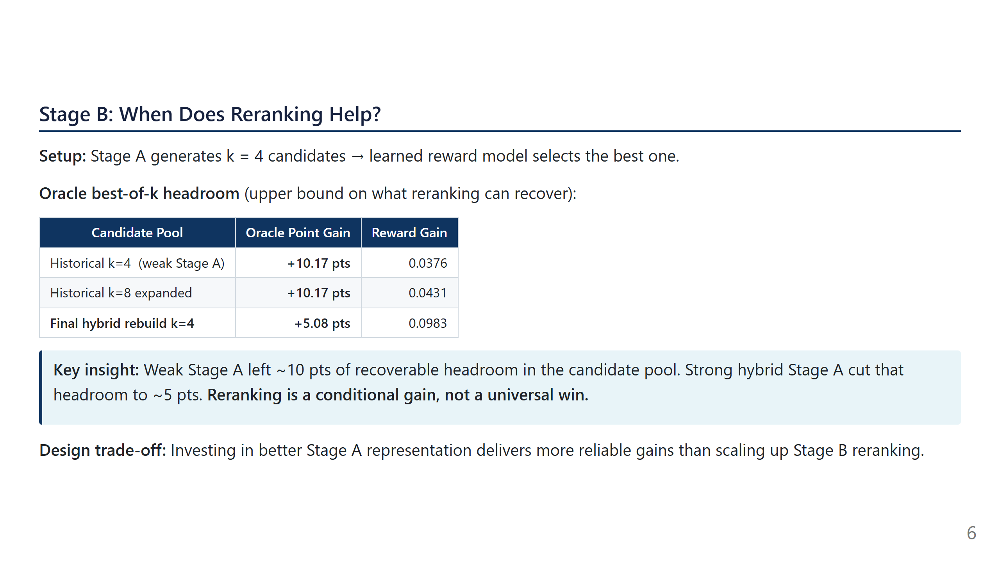 Stage B: When Does Reranking Help?
Setup: Stage A generates k = 4 candidates → learned reward model selects the best one.
Oracle best-of-k headroom (upper bound on what reranking can recover):
Candidate Pool Oracle Point Gain Reward Gain
Historical k=4 (weak Stage A) +10.17 pts 0.0376
Historical k=8 expanded +10.17 pts 0.0431
Final hybrid rebuild k=4 +5.08 pts 0.0983
Key insight: Weak Stage A left ~10 pts of recoverable headroom in the candidate pool. Strong hybrid Stage A cut that
headroom to ~5 pts. Reranking is a conditional gain, not a universal win.
Design trade-off: Investing in better Stage A representation delivers more reliable gains than scaling up Stage B reranking.
6